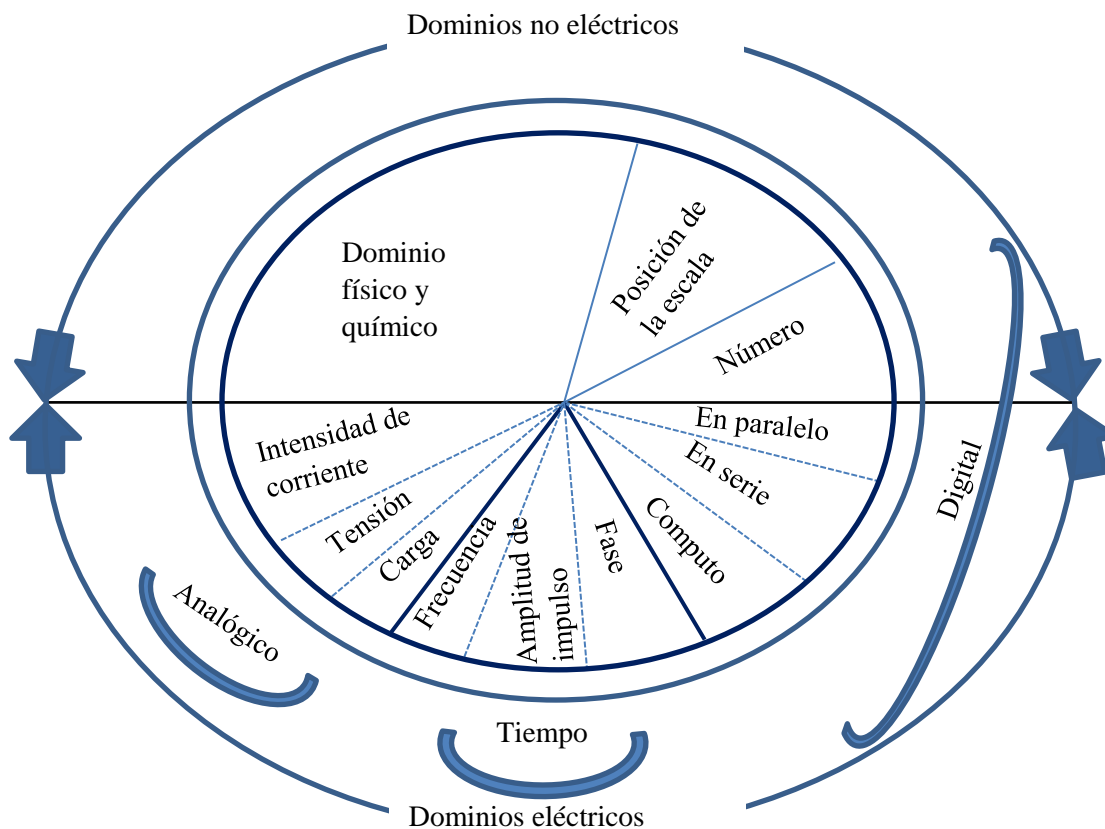 Dominios no eléctricos
Dominio
físico y
químico
Posición de
la escala
Número
Intensidad de
corriente
Tensión
Carga
Frecuencia
Amplitud de
impulso
Fase
Computo
En serie
En paralelo
Digital
Analógico
Tiempo
Dominios eléctricos